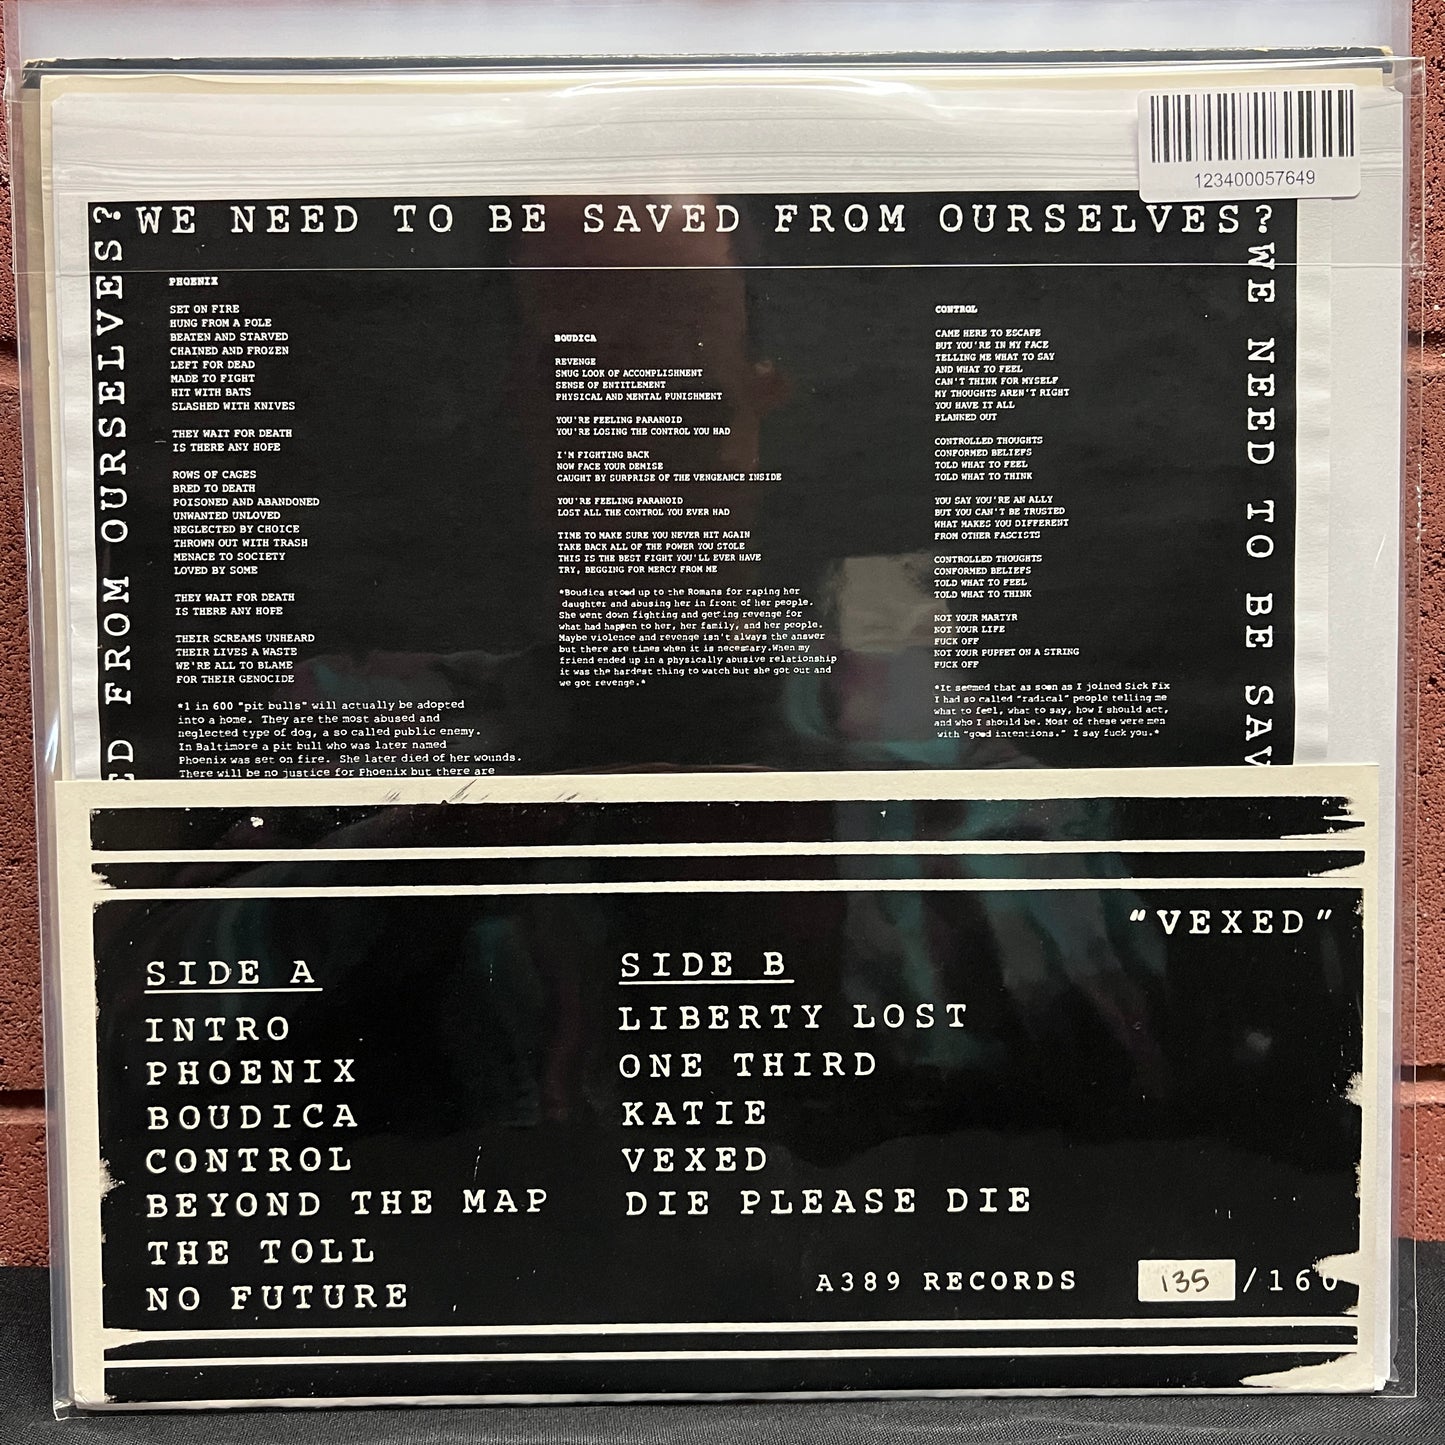 123400057649
WE NEED TO BE SAVED FROM OURSELVES?
WE NEED TO BE SAV
ED FROM OURSELVES?
PHOENIX
SET ON FIRE
HUNG FROM A POLE
BEATEN AND STARVED
CHAINED AND FROZEN
LEFT FOR DEAD
MADE TO FIGHT
HIT WITH BATS
SLASHED WITH KNIVES
THEY WAIT FOR DEATH
IS THERE ANY HOPE
ROWS OF CAGES
BRED TO DEATH
POISONED AND ABANDONED
UNWANTED UNLOVED
NEGLECTED BY CHOICE
THROWN OUT WITH TRASH
MENACE TO SOCIETY
LOVED BY SOME
THEY WAIT FOR DEATH
IS THERE ANY HOPE
THEIR SCREAMS UNHEARD
THEIR LIVES A WASTE
WE'RE ALL TO BLAME
FOR THEIR GENOCIDE
*1 in 600 "pit bulls" will actually be adopted
into a home. They are the most abused and
neglected type of dog, a so called public enemy.
In Baltimore a pit bull who was later named
Phoenix was set on fire. She later died of her wounds.
There will be no justice for Phoenix but there are
BOUDICA
REVENGE
SMUG LOOK OF ACCOMPLISHMENT
SENSE OF ENTITLEMENT
PHYSICAL AND MENTAL PUNISHMENT
YOU'RE FEELING PARANOID
YOU'RE LOSING THE CONTROL YOU HAD
I'M FIGHTING BACK
NOW FACE YOUR DEMISE
CAUGHT BY SURPRISE OF THE VENGEANCE INSIDE
YOU'RE FEELING PARANOID
LOST ALL THE CONTROL YOU EVER HAD
TIME TO MAKE SURE YOU NEVER HIT AGAIN
TAKE BACK ALL OF THE POWER YOU STOLE
THIS IS THE BEST FIGHT YOU'LL EVER HAVE
TRY, BEGGING FOR MERCY FROM ME
*Boudica stood up to the Romans for raping her
daughter and abusing her in front of her people.
She went down fighting and getting revenge for
what had happen to her, her family, and her people.
Maybe violence and revenge isn't always the answer
but there are times when it is necessary.When my
friend ended up in a physically abusive relationship
it was the hardest thing to watch but she got out and
we got revenge.*
CONTROL
CAME HERE TO ESCAPE
BUT YOU'RE IN MY FACE
TELLING ME WHAT TO SAY
AND WHAT TO FEEL
CAN'T THINK FOR MYSELF
MY THOUGHTS AREN'T RIGHT
YOU HAVE IT ALL
PLANNED OUT
CONTROLLED THOUGHTS
CONFORMED BELIEFS
TOLD WHAT TO FEEL
TOLD WHAT TO THINK
YOU SAY YOU'RE AN ALLY
BUT YOU CAN'T BE TRUSTED
WHAT MAKES YOU DIFFERENT
FROM OTHER FASCISTS
CONTROLLED THOUGHTS
CONFORMED BELIEFS
TOLD WHAT TO FEEL
TOLD WHAT TO THINK
NOT YOUR MARTYR
NOT YOUR LIFE
FUCK OFF
NOT YOUR PUPPET ON A STRING
FUCK OFF
*It seemed that as soon as I joined Sick Fix
I had so called "radical" people telling me
what to feel, what to say, how I should act,
and who I should be. Most of these were men
with "good intentions." I say fuck you.*
"VEXED"
SIDE A
INTRO
PHOENIX
BOUDICA
CONTROL
BEYOND THE MAP
THE TOLL
NO FUTURE
SIDE B
LIBERTY LOST
ONE THIRD
KATIE
VEXED
DIE PLEASE DIE
A389 RECORDS 135 /160